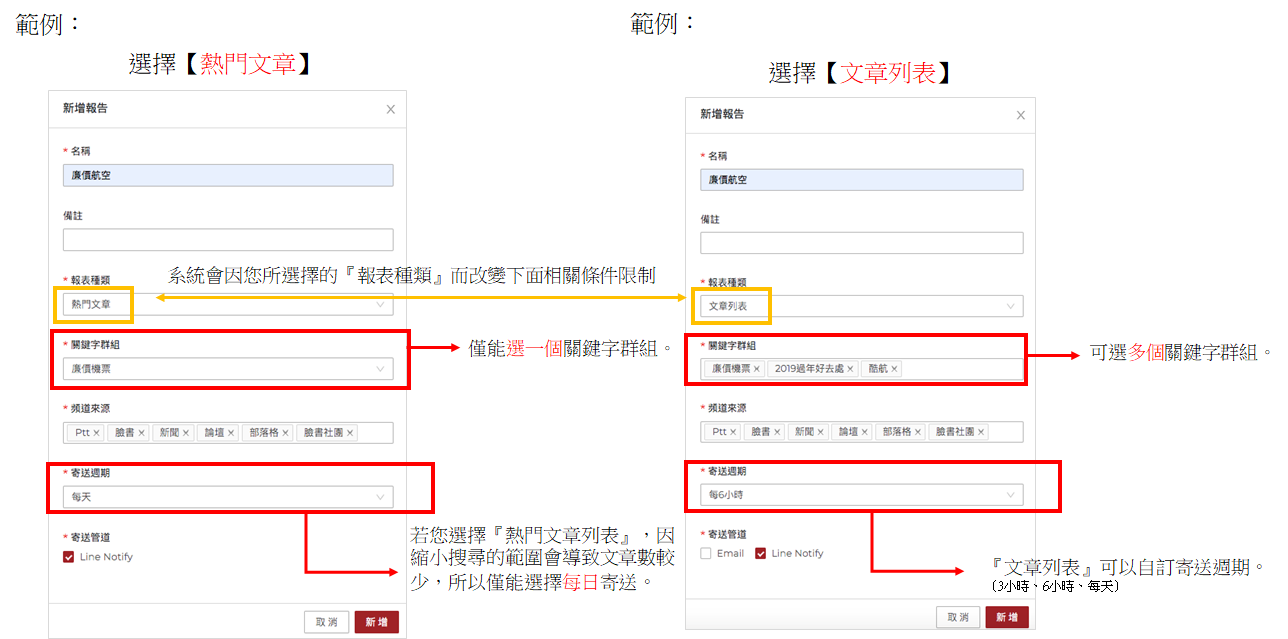 範例：
選擇【熱門文章】
新增報告
* 名稱
廉價航空
備註
* 報表種類
熱門文章
* 關鍵字群組
廉價機票
* 頻道來源
Ptt × 臉書 × 新聞 × 論壇 × 部落格 × 臉書社團 ×
* 寄送週期
每天
* 寄送管道
Line Notify
取消 新增
系統會因您所選擇的『報表種類』而改變下面相關條件限制
僅能選一個關鍵字群組。
若您選擇『熱門文章列表』，因
縮小搜尋的範圍會導致文章數較
少，所以僅能選擇每日寄送。
範例：
選擇【文章列表】
新增報告
* 名稱
廉價航空
備註
* 報表種類
文章列表
* 關鍵字群組
廉價機票 × 2019過年好去處 × 酷航 ×
* 頻道來源
Ptt × 臉書 × 新聞 × 論壇 × 部落格 × 臉書社團 ×
* 寄送週期
每6小時
* 寄送管道
Email Line Notify
取消 新增
可選多個關鍵字群組。
『文章列表』可以自訂寄送週期。
〔3小時、6小時、每天〕